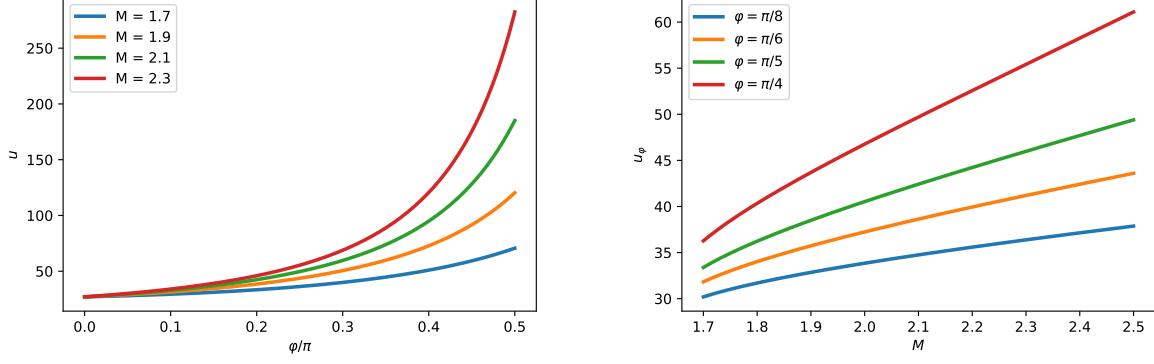 M = 1.7
M = 1.9
M = 2.1
M = 2.3
250
200
150
100
50
u
0.0 0.1 0.2 0.3 0.4 0.5
φ/π
φ = π/8
φ = π/6
φ = π/5
φ = π/4
60
55
50
45
40
35
30
u_φ
1.7 1.8 1.9 2.0 2.1 2.2 2.3 2.4 2.5
M